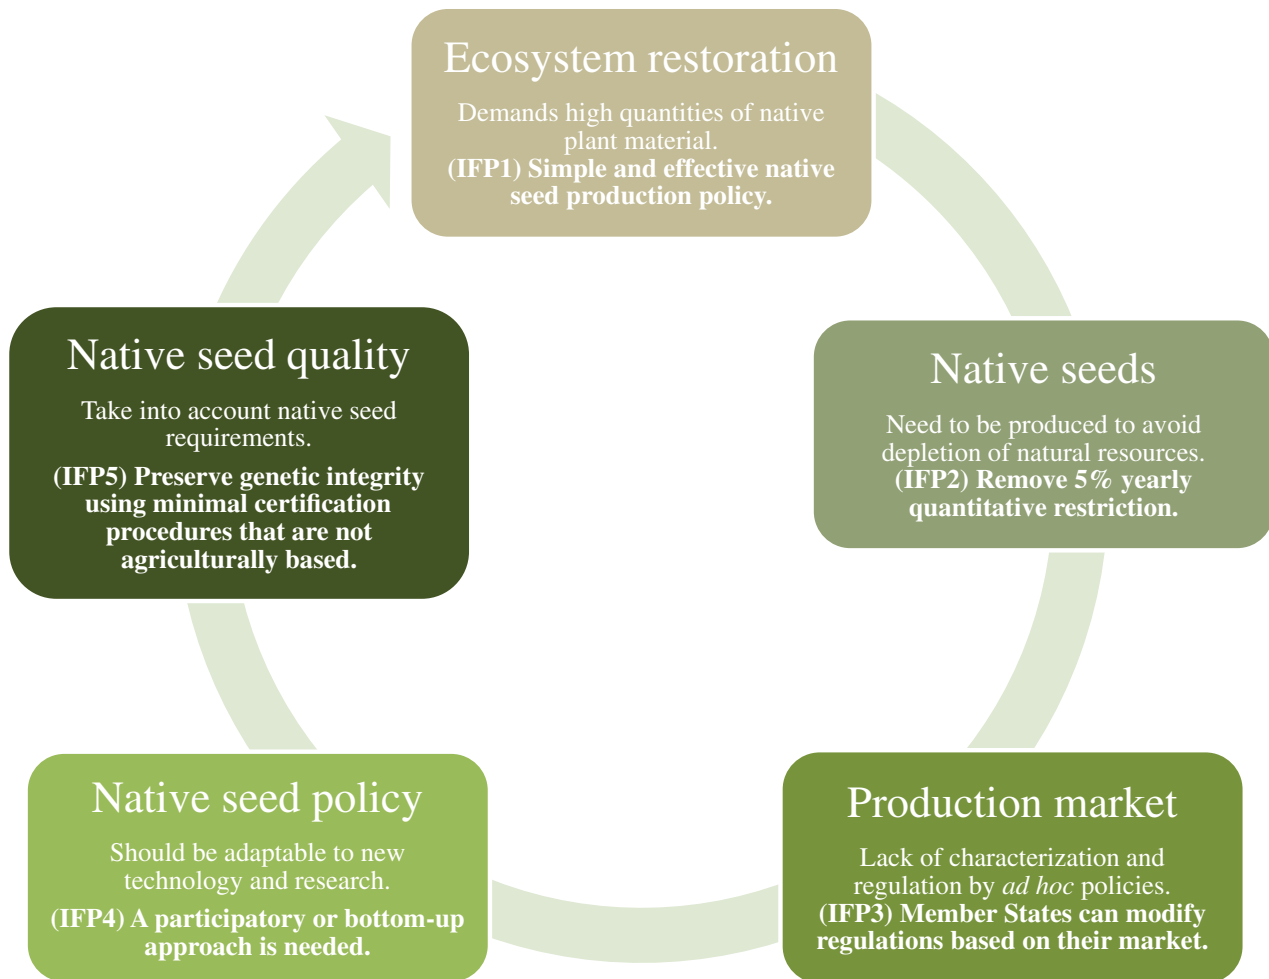 Ecosystem restoration
Demands high quantities of native
plant material.
(IFP1) Simple and effective native
seed production policy.
Native seeds
Need to be produced to avoid
depletion of natural resources.
(IFP2) Remove 5% yearly
quantitative restriction.
Production market
Lack of characterization and
regulation by ad hoc policies.
(IFP3) Member States can modify
regulations based on their market.
Native seed policy
Should be adaptable to new
technology and research.
(IFP4) A participatory or bottom-up
approach is needed.
Native seed quality
Take into account native seed
requirements.
(IFP5) Preserve genetic integrity
using minimal certification
procedures that are not
agriculturally based.